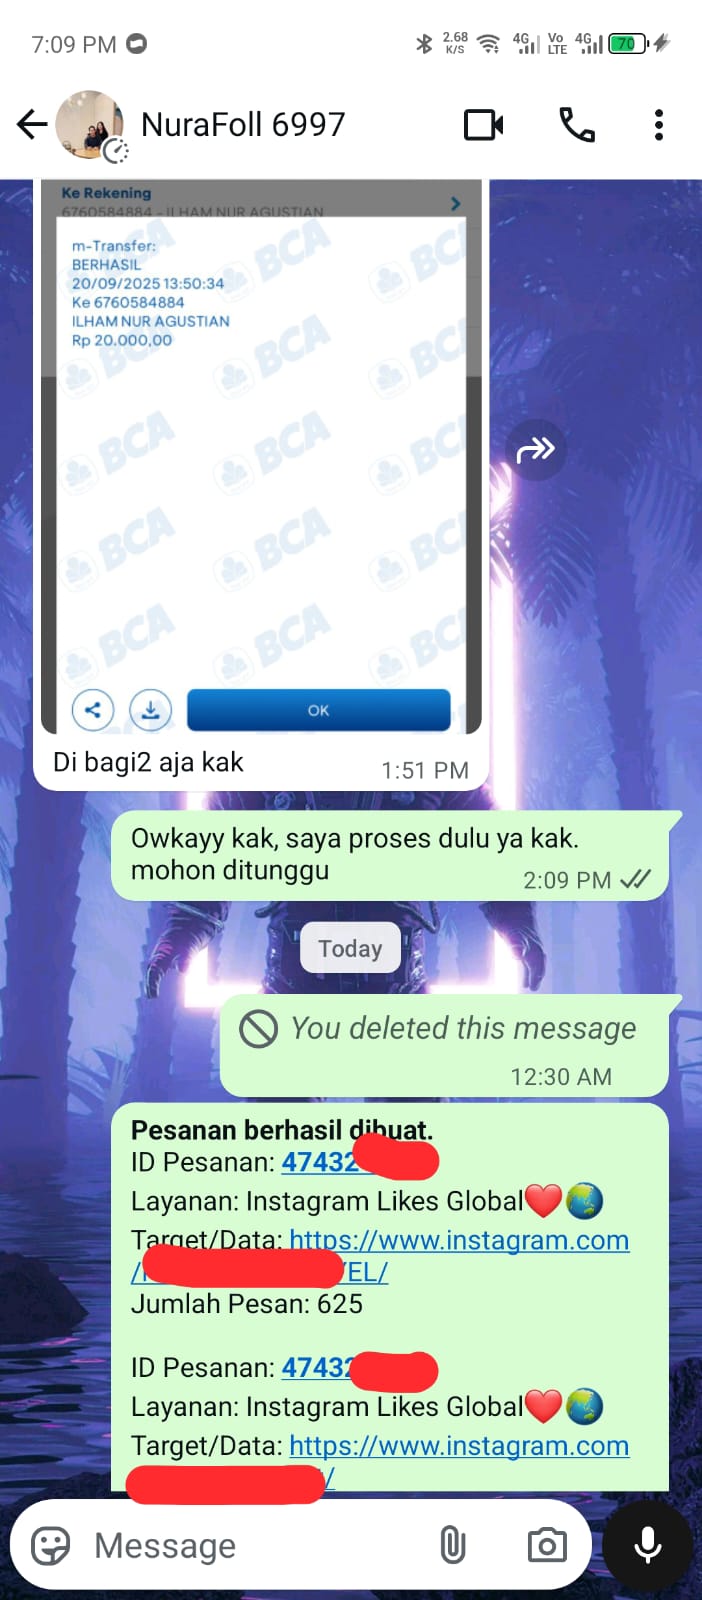 7:09 PM
2.68 K/S 4G Vo LTE 4G 70
NuraFoll 6997
Ke Rekening
6760584884 - ILHAM NUR AGUSTIAN
m-Transfer:
BERHASIL
20/09/2025 13:50:34
Ke 6760584884
ILHAM NUR AGUSTIAN
Rp 20.000,00
BCA BCA BCA
BCA BCA BCA
BCA BCA BCA
BCA BCA BCA
BCA BCA BCA
OK
Di bagi2 aja kak
1:51 PM
Owkayy kak, saya proses dulu ya kak.
mohon ditunggu
2:09 PM
Today
You deleted this message
12:30 AM
Pesanan berhasil dibuat.
ID Pesanan: 47432
Layanan: Instagram Likes Global❤️🌏
Target/Data: https://www.instagram.com
/ EL/
Jumlah Pesan: 625
ID Pesanan: 47432
Layanan: Instagram Likes Global❤️🌏
Target/Data: https://www.instagram.com
/
Message